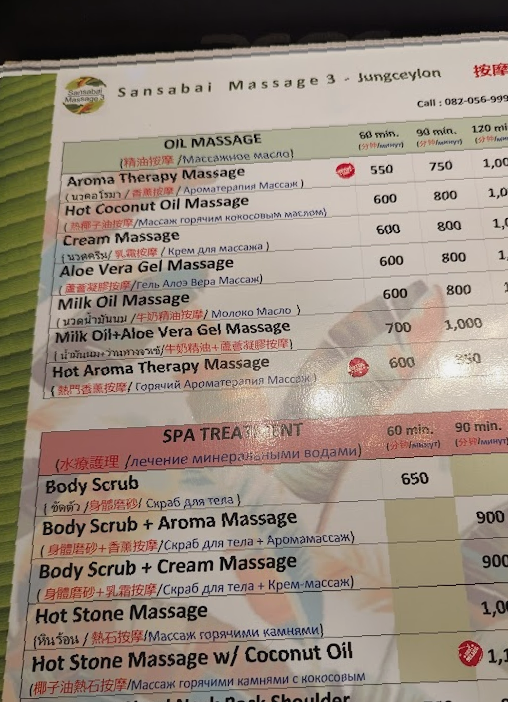 Sansabai
Massage 3
Sansabai Massage 3 - Jungceylon
按摩
Call : 082-056-999
OIL MASSAGE 60 min. 90 min. 120 mi
(精油按摩 /Массажное масло) (分钟/минут) (分钟/минут) (分钟/мин
Aroma Therapy Massage 550 750 1,00
( นวดอโรมา / 香薰按摩 / Ароматерапия Массаж )
Hot Coconut Oil Massage 600 800 1,0
( 熱椰子油按摩/Массаж горячим кокосовым маслом)
Cream Massage 600 800 1,0
( นวดครีม/ 乳霜按摩 / Крем для массажа )
Aloe Vera Gel Massage 600 800 1,
(蘆薈凝膠按摩/Гель Алоэ Вера Массаж)
Milk Oil Massage 600 800 1
( นวดน้ำมันนม /牛奶精油按摩/ Молоко Масло )
Milk Oil+Aloe Vera Gel Massage 700 1,000
( น้ำมันนม+ว่านหางจระเข้/牛奶精油+蘆薈凝膠按摩)
Hot Aroma Therapy Massage 600
( 熱門香薰按摩/ Горячий Ароматерапия Массаж )
SPA TREATMENT 60 min. 90 min.
(水療護理 /лечение минеральными водами) (分钟/минут) (分钟/минут)
Body Scrub 650
( ขัดตัว /身體磨砂/ Скраб для тела )
Body Scrub + Aroma Massage 900
( 身體磨砂+香薰按摩/Скраб для тела + Аромамассаж)
Body Scrub + Cream Massage 900
( 身體磨砂+乳霜按摩/Скраб для тела + Крем-массаж)
Hot Stone Massage 1,0
(หินร้อน / 熱石按摩/Массаж горячими камнями)
Hot Stone Massage w/ Coconut Oil 1,1
(椰子油熱石按摩/Массаж горячими камнями с кокосовым
Back Shoulder